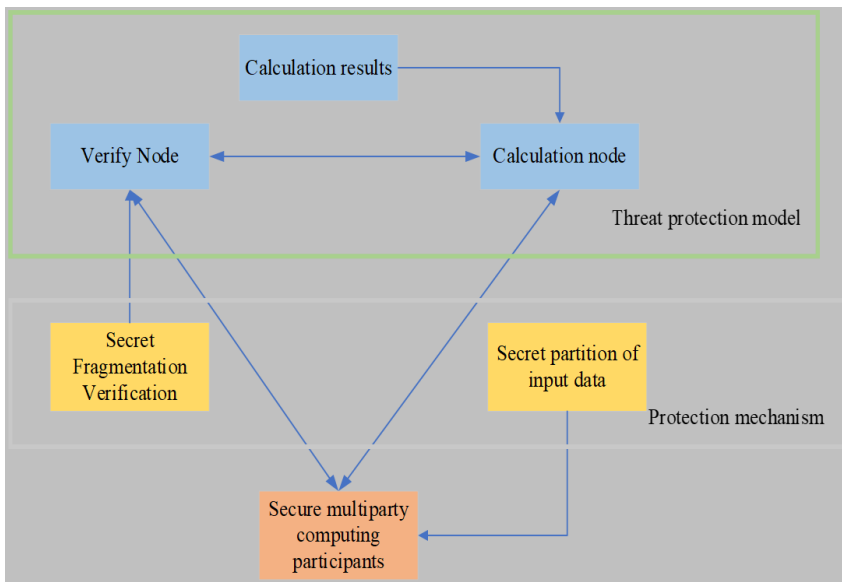 Calculation results
Verify Node
Calculation node
Threat protection model
Secret
Fragmentation
Verification
Secret partition of
input data
Protection mechanism
Secure multiparty
computing
participants